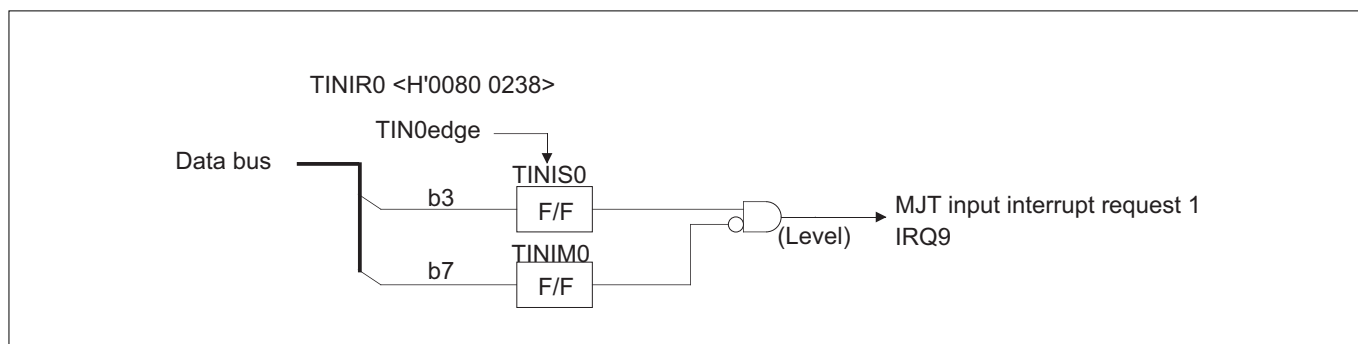 TINIR0 <H'0080 0238>
TIN0edge
Data bus
TINIS0
b3
F/F
MJT input interrupt request 1
(Level)
IRQ9
TINIM0
b7
F/F